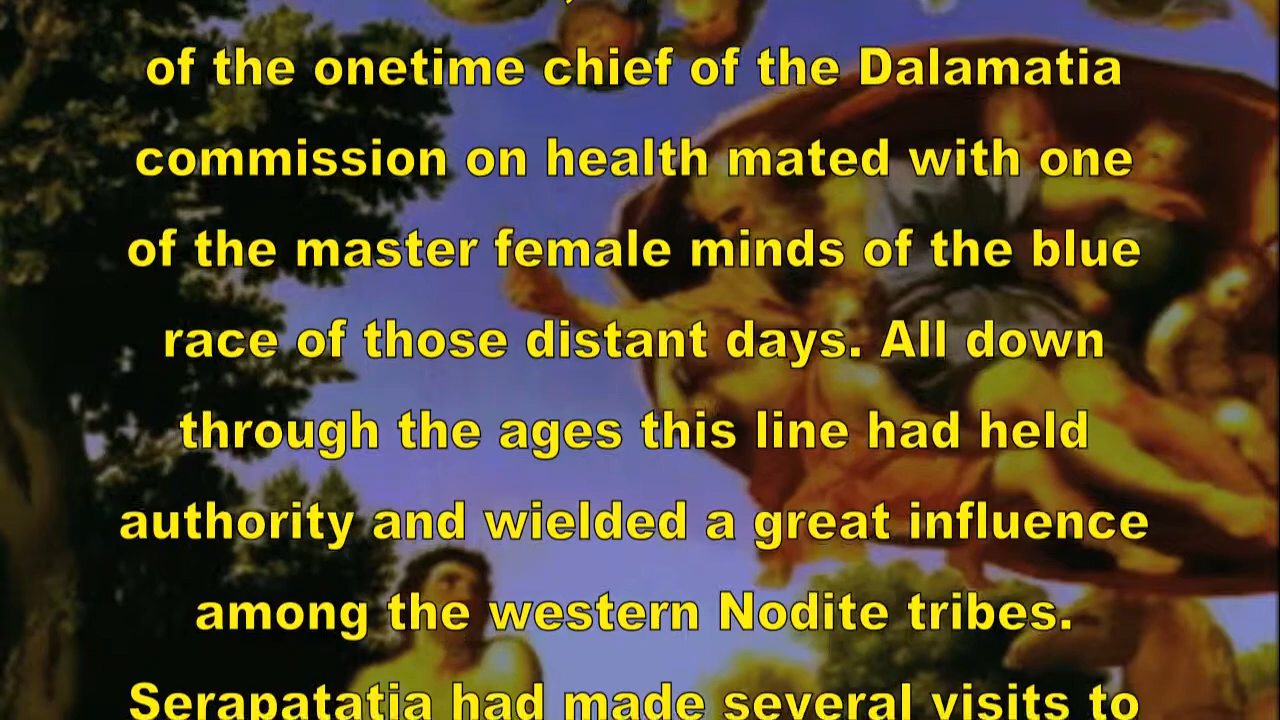 of the onetime chief of the Dalamatia
commission on health mated with one
of the master female minds of the blue
race of those distant days. All down
through the ages this line had held
authority and wielded a great influence
among the western Nodite tribes.
Serapatatia had made several visits to